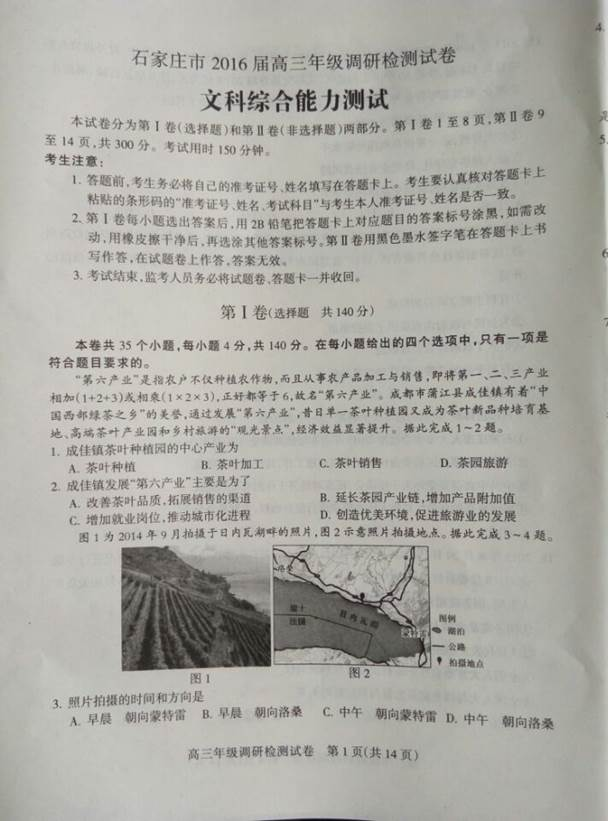 石家庄市 2016 届高三年级调研检测试卷
文科综合能力测试
本试卷分为第Ⅰ卷(选择题)和第Ⅱ卷(非选择题)两部分。第Ⅰ卷 1 至 8 页,第Ⅱ卷 9
至 14 页,共 300 分。考试用时 150 分钟。
考生注意:
1. 答题前,考生务必将自己的准考证号、姓名填写在答题卡上。考生要认真核对答题卡上
粘贴的条形码的“准考证号、姓名、考试科目”与考生本人准考证号、姓名是否一致。
2. 第Ⅰ卷每小题选出答案后,用 2B 铅笔把答题卡上对应题目的答案标号涂黑,如需改
动,用橡皮擦干净后,再选涂其他答案标号。第Ⅱ卷用黑色墨水签字笔在答题卡上书
写作答,在试题卷上作答,答案无效。
3. 考试结束,监考人员务必将试题卷、答题卡一并收回。
第Ⅰ卷(选择题 共 140 分)
本卷共 35 个小题,每小题 4 分,共 140 分。在每小题给出的四个选项中,只有一项是
符合题目要求的。
“第六产业”是指农户不仅种植农作物,而且从事农产品加工与销售,即将第一、二、三产业
相加(1+2+3)或相乘(1×2×3),正好都等于 6,故名“第六产业”。成都市蒲江县成佳镇有着“中
国西部绿茶之乡”的美誉,通过发展“第六产业”,昔日单一茶叶种植园又成为茶叶新品种培育基
地、高端茶叶产业园和乡村旅游的“观光景点”,经济效益显著提升。据此完成 1~2 题。
1. 成佳镇茶叶种植园的中心产业为
A. 茶叶种植 B. 茶叶加工 C. 茶叶销售 D. 茶园旅游
2. 成佳镇发展“第六产业”主要是为了
A. 改善茶叶品质,拓展销售的渠道 B. 延长茶园产业链,增加产品附加值
C. 增加就业岗位,推动城市化进程 D. 创造优美环境,促进旅游业的发展
图 1 为 2014 年 9 月拍摄于日内瓦湖畔的照片,图 2 示意照片拍摄地点。据此完成 3~4 题。
洛桑
瑞士
法国
日内瓦湖
蒙特雷
图例
湖泊
公路
拍摄地点
图 1 图 2
3. 照片拍摄的时间和方向是
A. 早晨 朝向蒙特雷 B. 早晨 朝向洛桑 C. 中午 朝向蒙特雷 D. 中午 朝向洛桑
高三年级调研检测试卷 第 1 页(共 14 页)
4.
5.
6